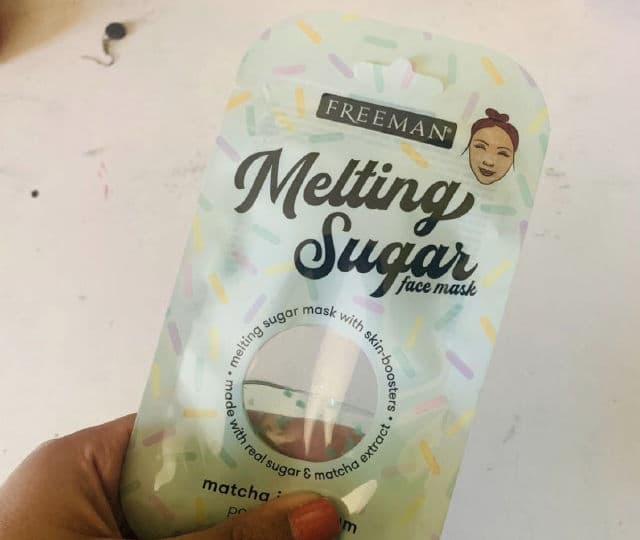 FREEMAN®
Melting
Sugar
face mask
melting sugar mask with skin-boosters • made with real sugar & matcha extract •
matcha